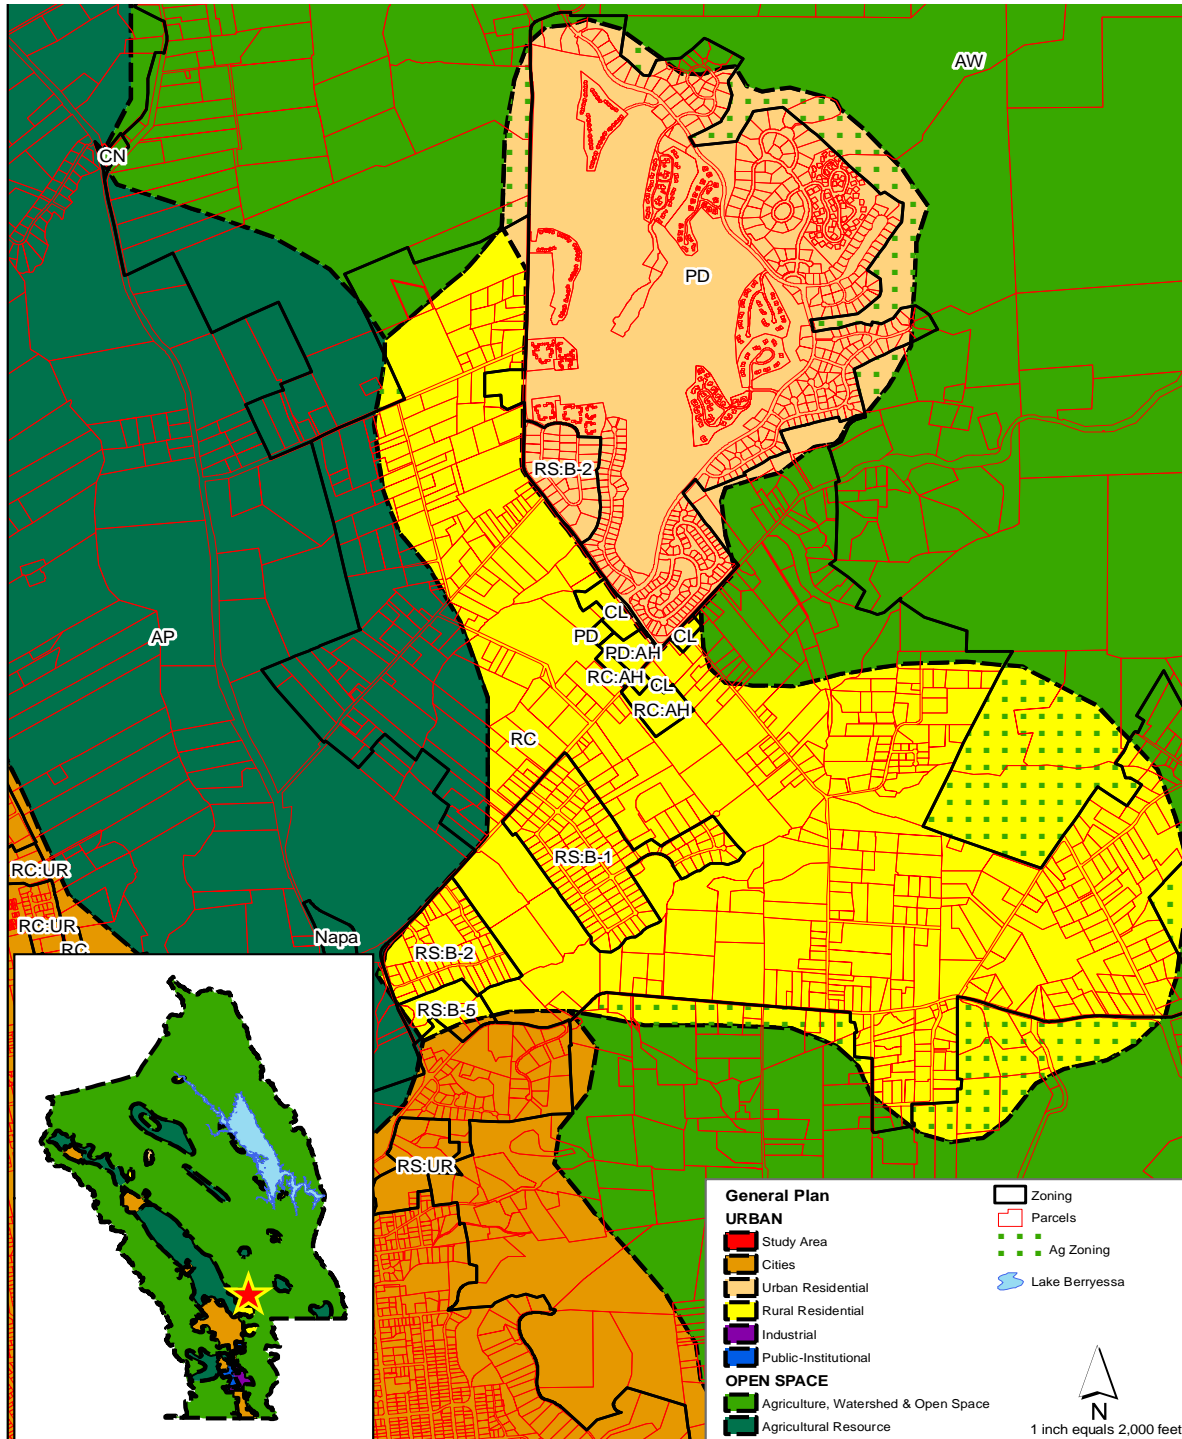 AW
CN
PD
RS:B-2
CL
PD
CL
RD:AH
RC:AH
CL
RC:AH
AP
RC
RS:B-1
RC:UR
RC:UR
RC
Napa
RS:B-2
RS:B-5
RS:UR
General Plan
URBAN
Study Area
Cities
Urban Residential
Rural Residential
Industrial
Public-Institutional
OPEN SPACE
Agriculture, Watershed & Open Space
Agricultural Resource
Zoning
Parcels
Ag Zoning
Lake Berryessa
N
1 inch equals 2,000 feet